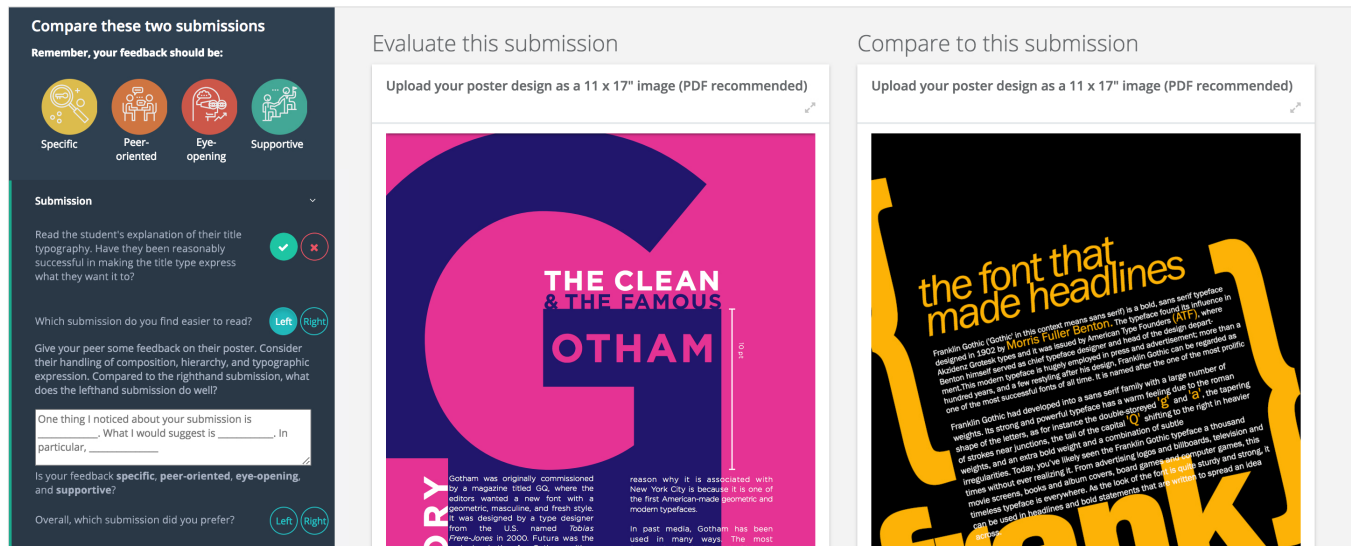 Compare these two submissions
Remember, your feedback should be:
Specific
Peer-
oriented
Eye-
opening
Supportive
Submission
Read the student's explanation of their title
typography. Have they been reasonably
successful in making the title type express
what they want it to?
Which submission do you find easier to read?
Left
Right
Give your peer some feedback on their poster. Consider
their handling of composition, hierarchy, and typographic
expression. Compared to the righthand submission, what
does the lefthand submission do well?
One thing I noticed about your submission is
____________. What I would suggest is ___________. In
particular, ______________
Is your feedback specific, peer-oriented, eye-opening,
and supportive?
Overall, which submission did you prefer?
Left
Right
Evaluate this submission
Upload your poster design as a 11 x 17" image (PDF recommended)
THE CLEAN
& THE FAMOUS
G
OTHAM
10 pt
ORY
Gotham was originally commissioned
by a magazine titled GQ, where the
editors wanted a new font with a
geometric, masculine, and fresh style.
It was designed by a type designer
from the U.S. named Tobias
Frere-Jones in 2000. Futura was the
reason why it is associated with
New York City is because it is one of
the first American-made geometric and
modern typefaces.
In past media, Gotham has been
used in many ways. The most
Compare to this submission
Upload your poster design as a 11 x 17" image (PDF recommended)
{
}
the font that
made headlines
Franklin Gothic ('Gothic' in this context means sans serif) is a bold, sans serif typeface
designed in 1902 by Morris Fuller Benton. The typeface found its influence in
Akzidenz Grotesk types and it was issued by American Type Founders (ATF), where
Benton himself served as chief typeface designer and head of the design depart-
ment.This modern typeface is hugely employed in press and advertisement; more than a
hundred years, and a few restyling after his design, Franklin Gothic can be regarded as
one of the most successful fonts of all time. It is named after the one of the most prolific
Franklin Gothic had developed into a sans serif family with a large number of
weights. Its strong and powerful typeface has a warm feeling due to the roman
shape of the letters, as for instance the double-storeyed 'g' and 'a', the tapering
of strokes near junctions, the tail of the capital 'Q' shifting to the right in heavier
weights, and an extra bold weight and a combination of subtle
irregularities. Today, you've likely seen the Franklin Gothic typeface a thousand
times without ever realizing it. From advertising logos and billboards, television and
movie screens, books and album covers, board games and computer games, this
timeless typeface is everywhere. As the look of the font is quite sturdy and strong, it
can be used in headlines and bold statements that are written to spread an idea
across.
frank